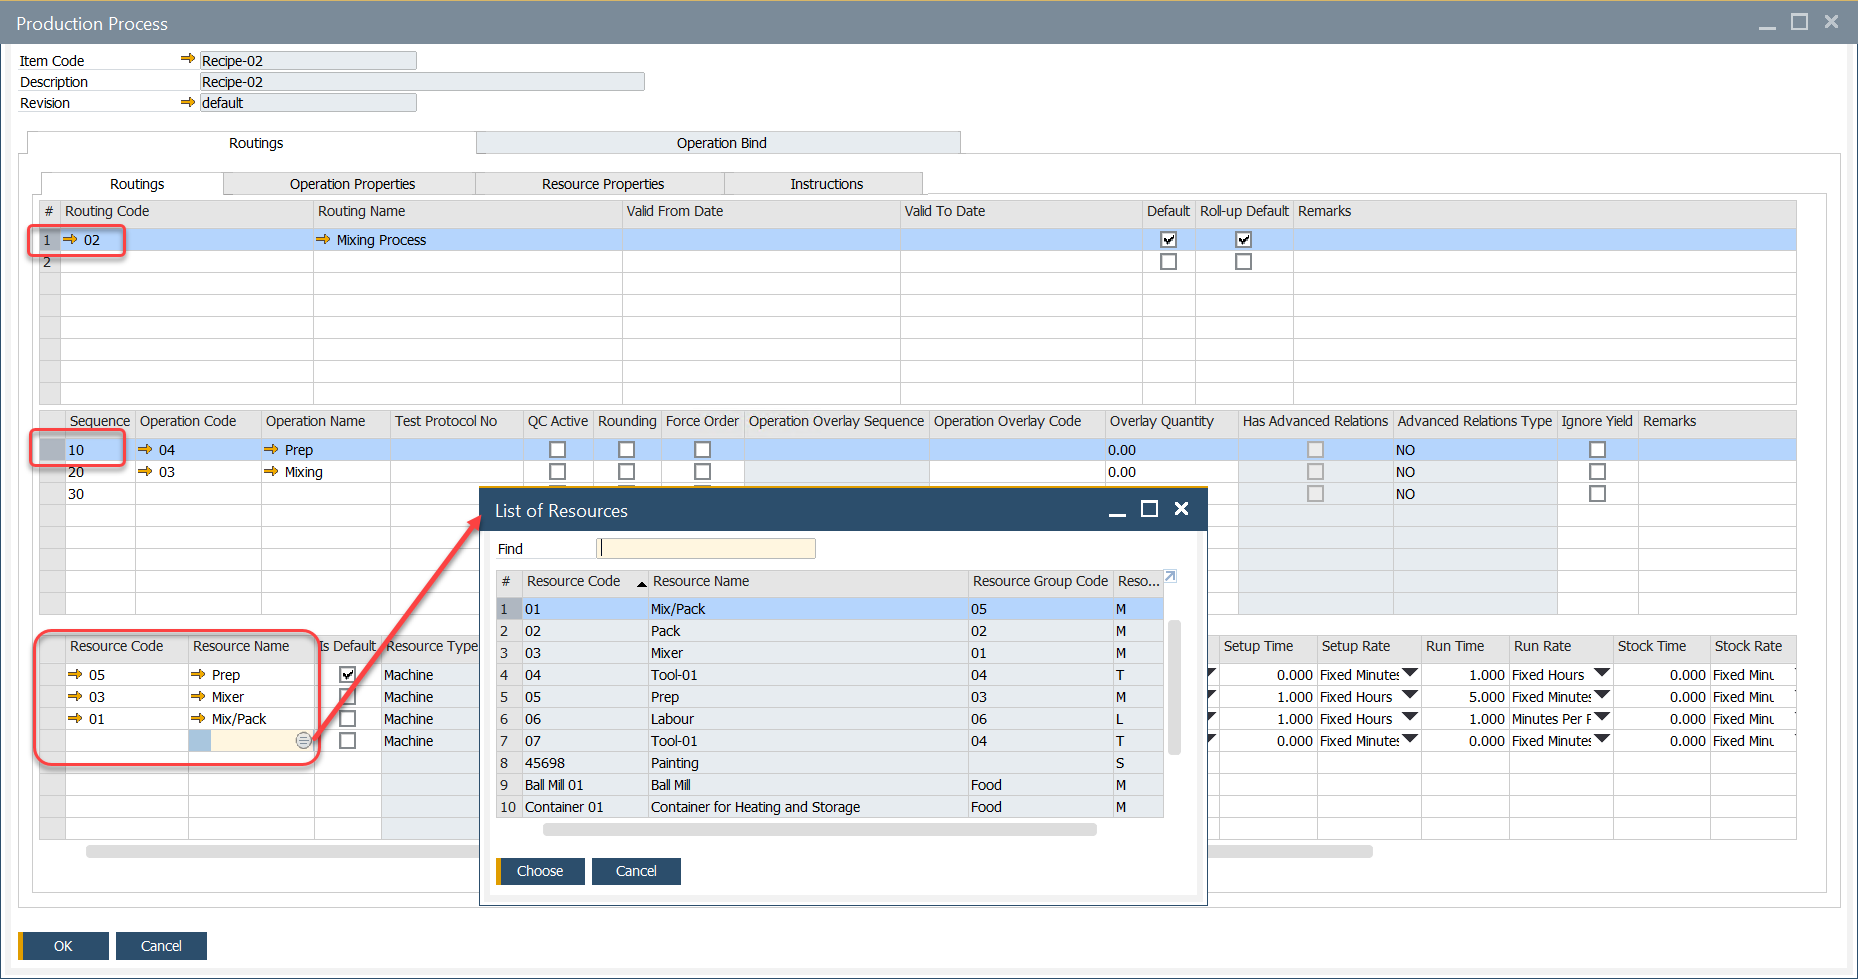 Production Process
Item Code Recipe-02
Description Recipe-02
Revision default
Routings Operation Bind
Routings Operation Properties Resource Properties Instructions
# Routing Code Routing Name Valid From Date Valid To Date Default Roll-up Default Remarks
1 02 Mixing Process
2
Sequence Operation Code Operation Name Test Protocol No QC Active Rounding Force Order Operation Overlay Sequence Operation Overlay Code Overlay Quantity Has Advanced Relations Advanced Relations Type Ignore Yield Remarks
10 04 Prep 0.00 NO
20 03 Mixing 0.00 NO
30 NO
List of Resources
Find
# Resource Code Resource Name Resource Group Code Reso...
1 01 Mix/Pack 05 M
2 02 Pack 02 M
3 03 Mixer 01 M
4 04 Tool-01 04 T
5 05 Prep 03 M
6 06 Labour 06 L
7 07 Tool-01 04 T
8 45698 Painting S
9 Ball Mill 01 Ball Mill Food M
10 Container 01 Container for Heating and Storage Food M
Choose Cancel
Resource Code Resource Name Is Default Resource Type Setup Time Setup Rate Run Time Run Rate Stock Time Stock Rate
05 Prep Machine 0.000 Fixed Minutes 1.000 Fixed Hours 0.000 Fixed Minu
03 Mixer Machine 1.000 Fixed Hours 5.000 Fixed Minutes 0.000 Fixed Minu
01 Mix/Pack Machine 1.000 Fixed Hours 1.000 Minutes Per P 0.000 Fixed Minu
Machine 0.000 Fixed Minutes 0.000 Fixed Minutes 0.000 Fixed Minu
OK Cancel